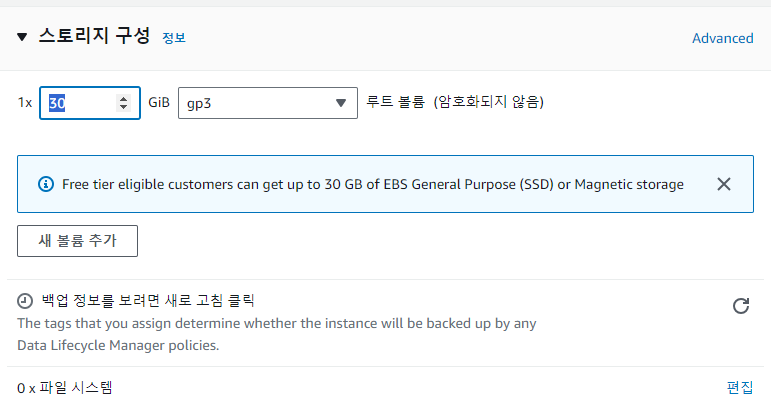 스토리지 구성 정보 Advanced
1x 30 GiB gp3 루트 볼륨 (암호화되지 않음)
Free tier eligible customers can get up to 30 GB of EBS General Purpose (SSD) or Magnetic storage
새 볼륨 추가
백업 정보를 보려면 새로 고침 클릭
The tags that you assign determine whether the instance will be backed up by any
Data Lifecycle Manager policies.
0 x 파일 시스템 편집